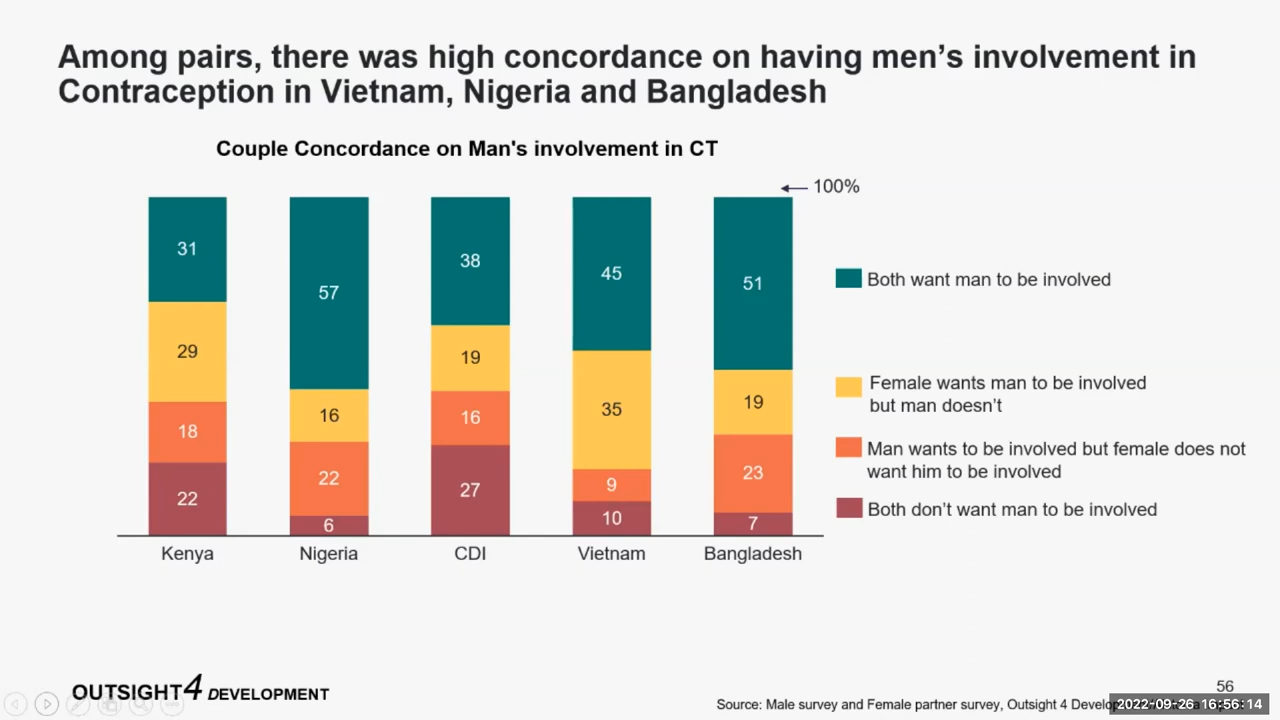 Among pairs, there was high concordance on having men’s involvement in
Contraception in Vietnam, Nigeria and Bangladesh
Couple Concordance on Man's involvement in CT
100%
31
57
38
45
51
29
16
19
35
19
18
22
16
9
23
22
6
27
10
7
Kenya
Nigeria
CDI
Vietnam
Bangladesh
Both want man to be involved
Female wants man to be involved
but man doesn’t
Man wants to be involved but female does not
want him to be involved
Both don’t want man to be involved
OUTSIGHT4 DEVELOPMENT
56
Source: Male survey and Female partner survey, Outsight 4
2022-09-26 16:56:14